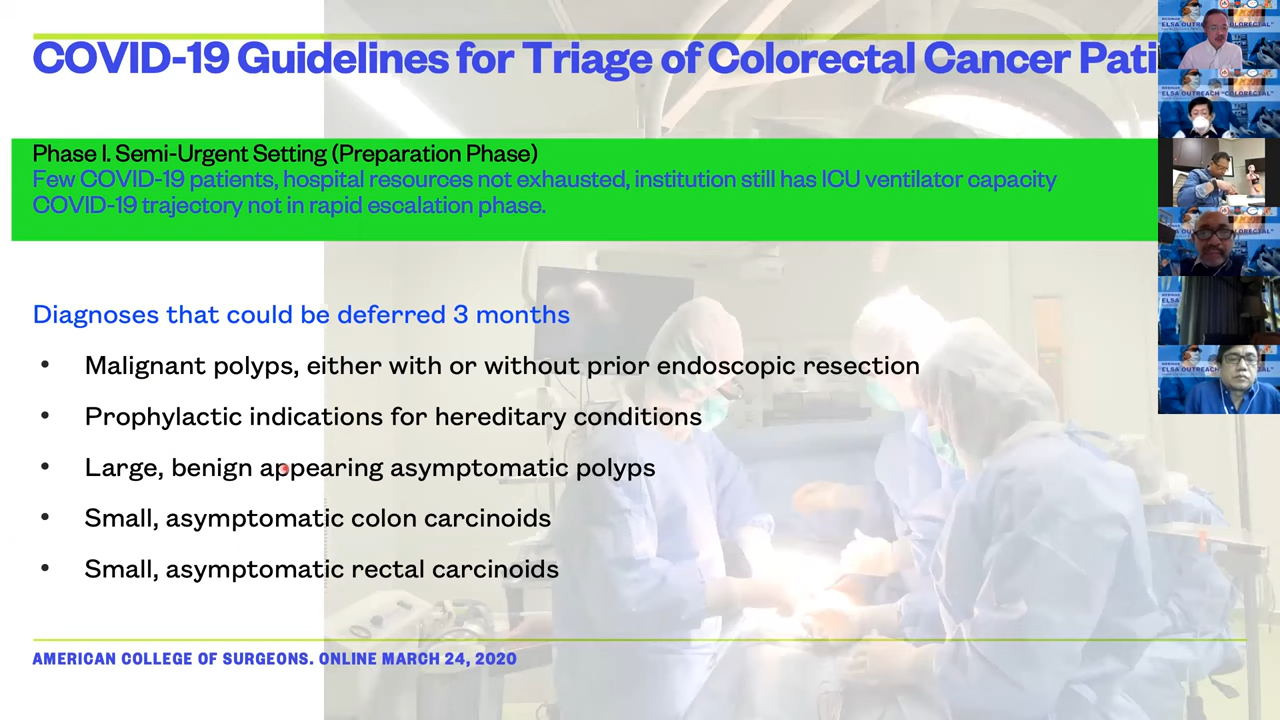 COVID-19 Guidelines for Triage of Colorectal Cancer Pati
Phase I. Semi-Urgent Setting (Preparation Phase)
Few COVID-19 patients, hospital resources not exhausted, institution still has ICU ventilator capacity
COVID-19 trajectory not in rapid escalation phase.
Diagnoses that could be deferred 3 months
• Malignant polyps, either with or without prior endoscopic resection
• Prophylactic indications for hereditary conditions
• Large, benign appearing asymptomatic polyps
• Small, asymptomatic colon carcinoids
• Small, asymptomatic rectal carcinoids
AMERICAN COLLEGE OF SURGEONS. ONLINE MARCH 24, 2020
WEBINAR
ELSA OUTREACH "COLORECTAL"